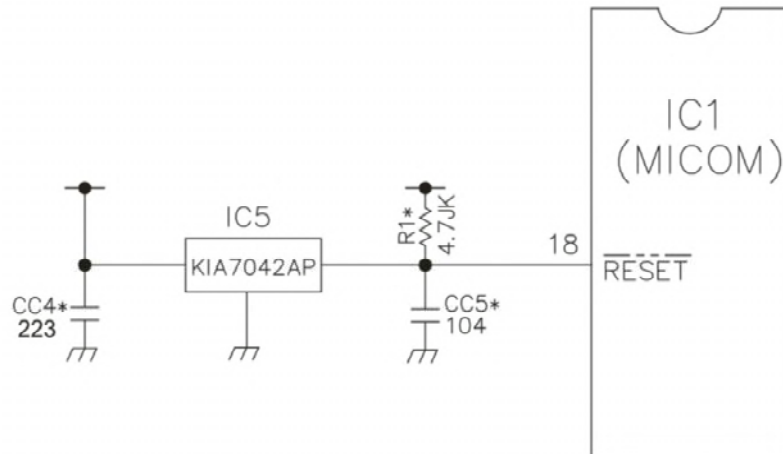 IC1
(MICOM)
IC5
KIA7042AP
R1*
4.7JK
18
RESET
CC4*
223
CC5*
104